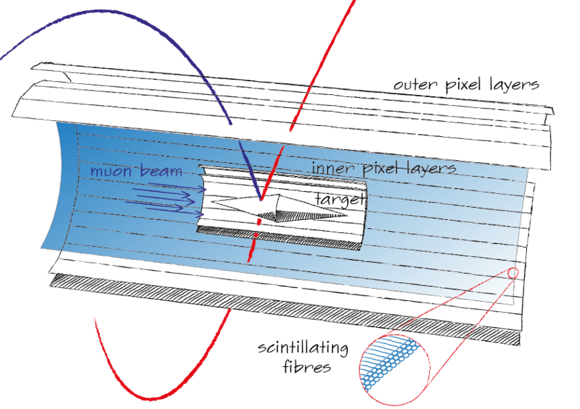 outer pixel layers
muon beam
inner pixel layers
target
scintillating
fibres